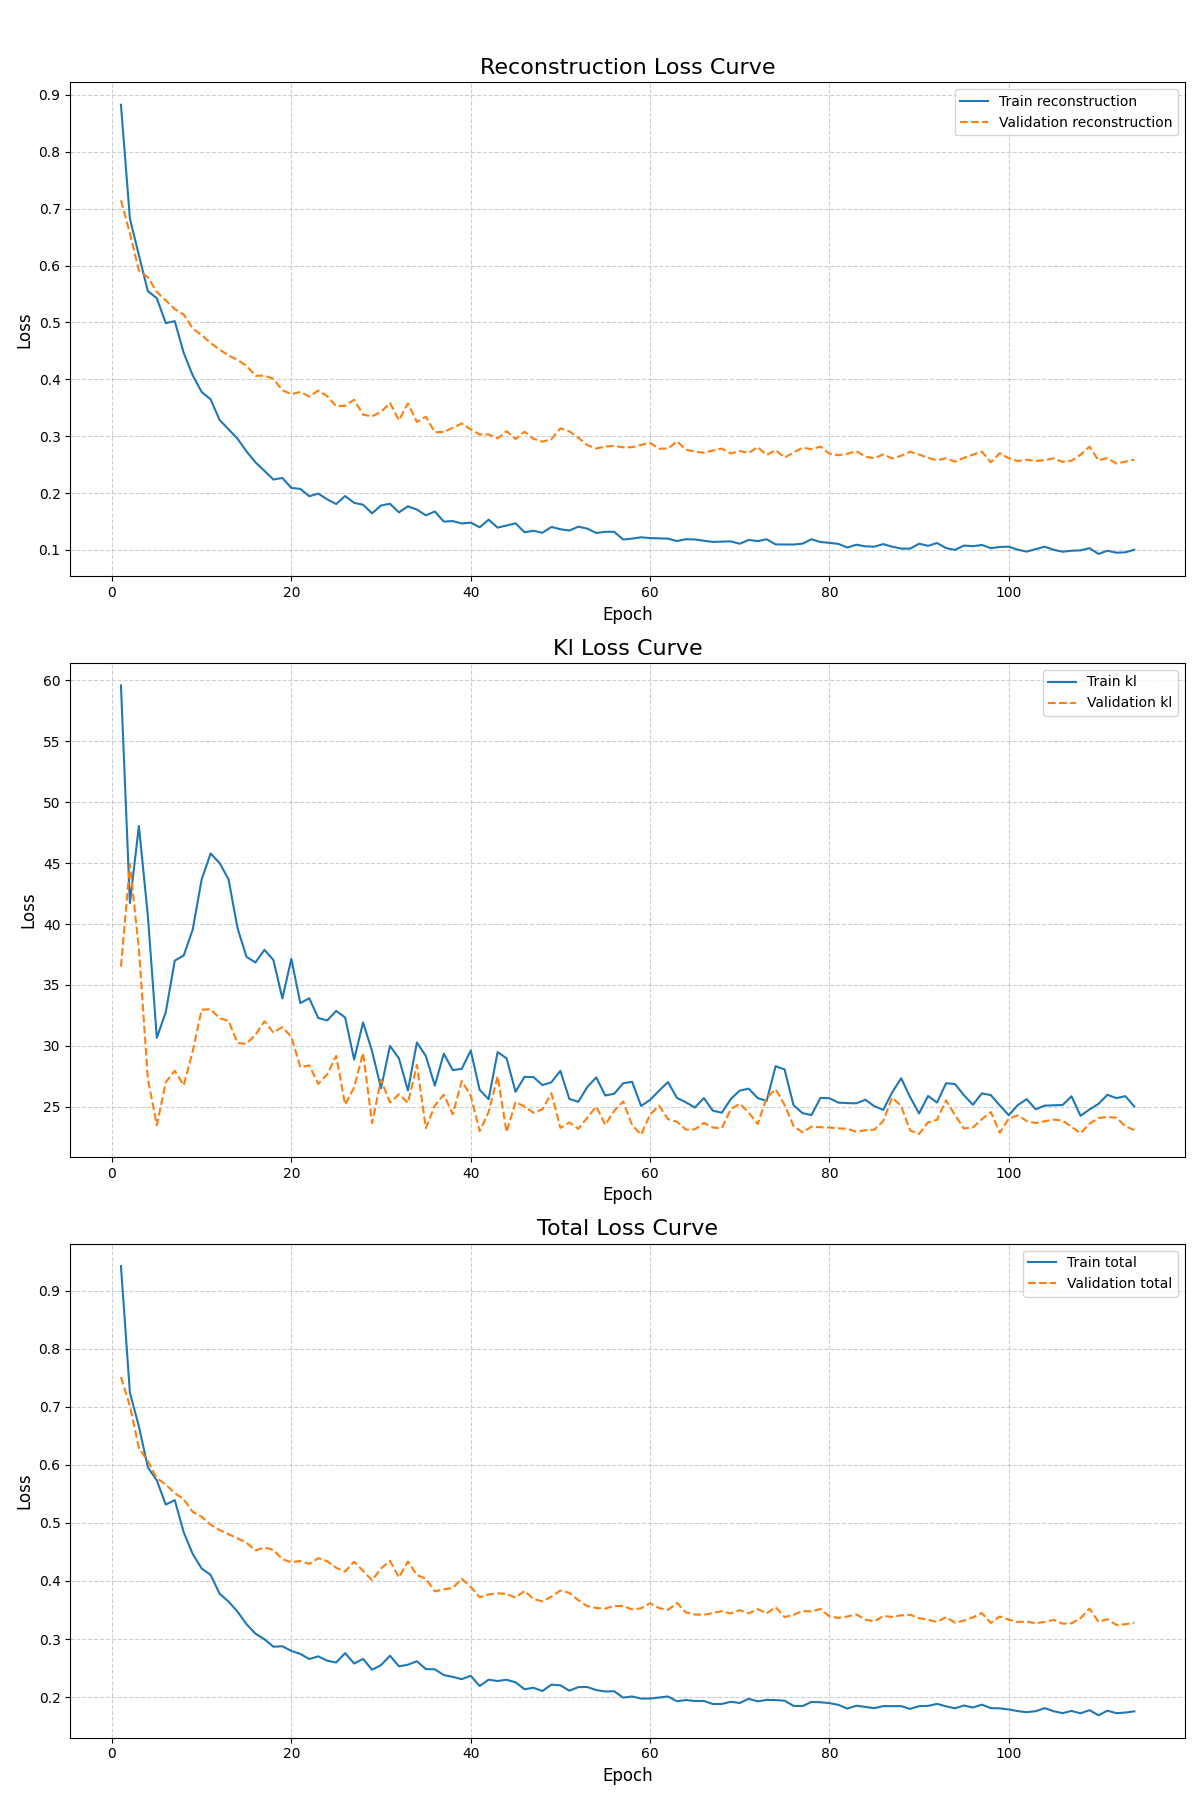 Reconstruction Loss Curve
0.9
0.8
0.7
0.6
0.5
0.4
0.3
0.2
0.1
Loss
Train reconstruction
Validation reconstruction
0 20 40 60 80 100
Epoch
Kl Loss Curve
60
55
50
45
40
35
30
25
Loss
Train kl
Validation kl
0 20 40 60 80 100
Epoch
Total Loss Curve
0.9
0.8
0.7
0.6
0.5
0.4
0.3
0.2
Loss
Train total
Validation total
0 20 40 60 80 100
Epoch